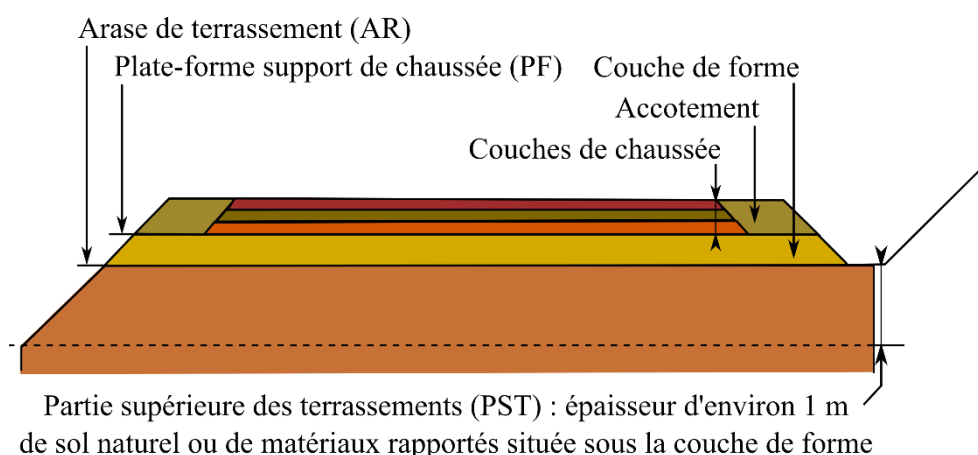 Arase de terrassement (AR)
Plate-forme support de chaussée (PF)
Couche de forme
Accotement
Couches de chaussée
Partie supérieure des terrassements (PST) : épaisseur d'environ 1 m
de sol naturel ou de matériaux rapportés située sous la couche de forme